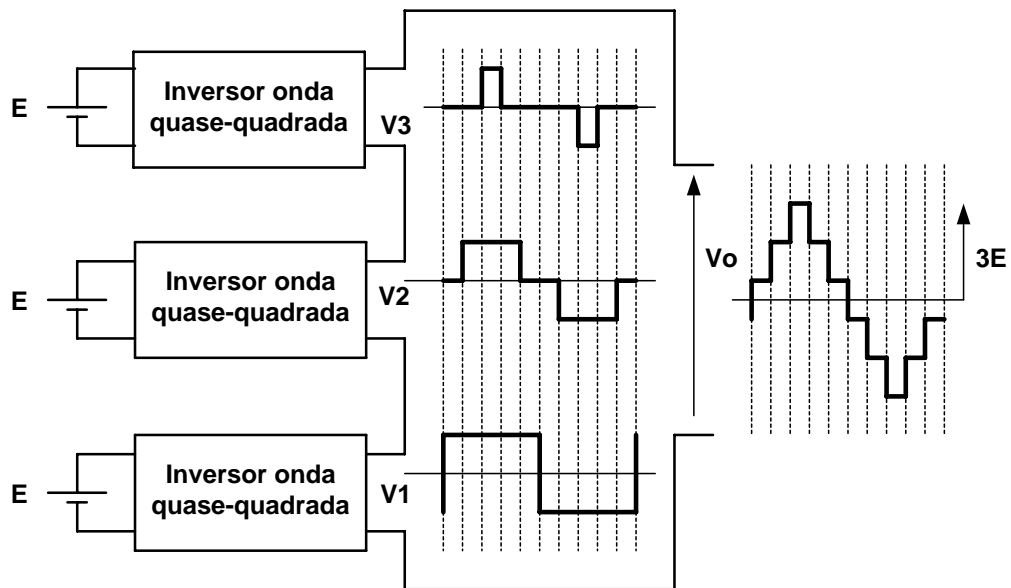 E
Inversor onda
quase-quadrada
V3
E
Inversor onda
quase-quadrada
V2
Vo
3E
E
Inversor onda
quase-quadrada
V1